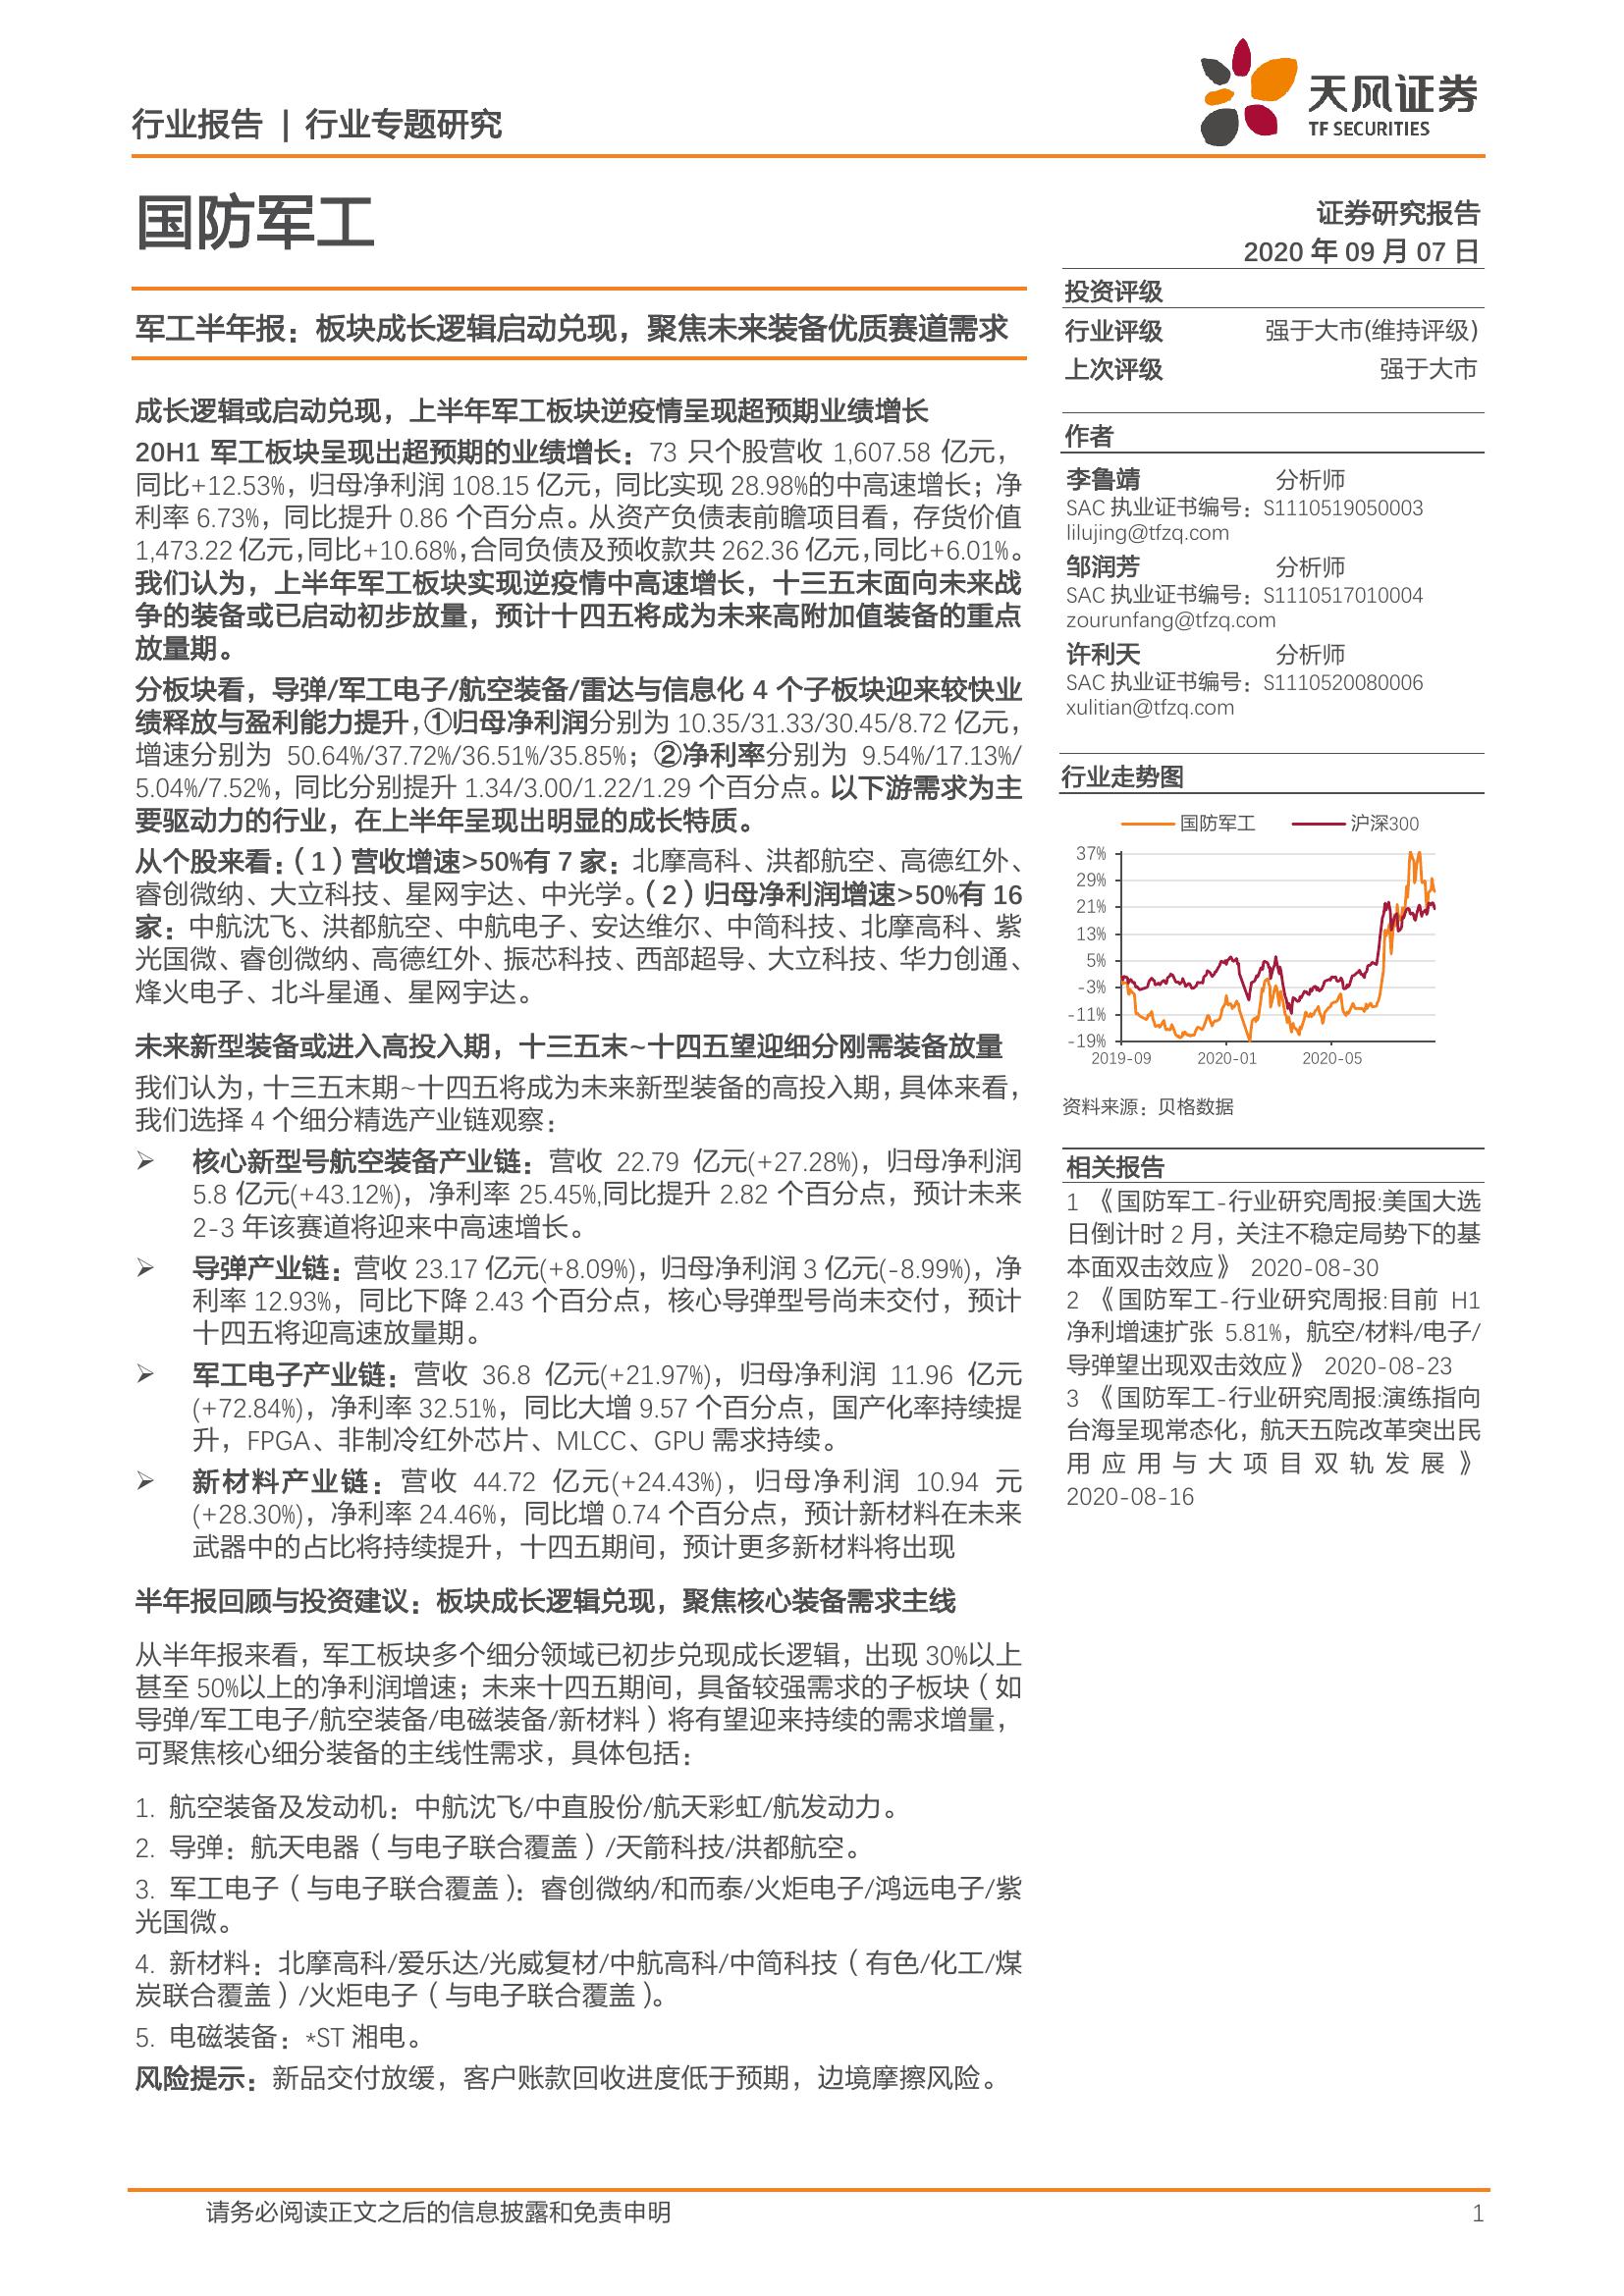 行业报告 | 行业专题研究
天风证券
TF SECURITIES
国防军工
证券研究报告
2020 年 09 月 07 日
军工半年报：板块成长逻辑启动兑现，聚焦未来装备优质赛道需求
成长逻辑或启动兑现，上半年军工板块逆疫情呈现超预期业绩增长
20H1 军工板块呈现出超预期的业绩增长：73 只个股营收 1,607.58 亿元，
同比+12.53%，归母净利润 108.15 亿元，同比实现 28.98%的中高速增长；净
利率 6.73%，同比提升 0.86 个百分点。从资产负债表前瞻项目看，存货价值
1,473.22 亿元，同比+10.68%，合同负债及预收款共 262.36 亿元，同比+6.01%。
我们认为，上半年军工板块实现逆疫情中高速增长，十三五末面向未来战
争的装备或已启动初步放量，预计十四五将成为未来高附加值装备的重点
放量期。
分板块看，导弹/军工电子/航空装备/雷达与信息化 4 个子板块迎来较快业
绩释放与盈利能力提升，①归母净利润分别为 10.35/31.33/30.45/8.72 亿元，
增速分别为 50.64%/37.72%/36.51%/35.85%；②净利率分别为 9.54%/17.13%/
5.04%/7.52%，同比分别提升 1.34/3.00/1.22/1.29 个百分点。以下游需求为主
要驱动力的行业，在上半年呈现出明显的成长特质。
从个股来看：（1）营收增速>50%有 7 家：北摩高科、洪都航空、高德红外、
睿创微纳、大立科技、星网宇达、中光学。（2）归母净利润增速>50%有 16
家：中航沈飞、洪都航空、中航电子、安达维尔、中简科技、北摩高科、紫
光国微、睿创微纳、高德红外、振芯科技、西部超导、大立科技、华力创通、
烽火电子、北斗星通、星网宇达。
未来新型装备或进入高投入期，十三五末~十四五望迎细分刚需装备放量
我们认为，十三五末期~十四五将成为未来新型装备的高投入期，具体来看，
我们选择 4 个细分精选产业链观察：
➢ 核心新型号航空装备产业链：营收 22.79 亿元(+27.28%)，归母净利润
5.8 亿元(+43.12%)，净利率 25.45%,同比提升 2.82 个百分点，预计未来
2-3 年该赛道将迎来中高速增长。
➢ 导弹产业链：营收 23.17 亿元(+8.09%)，归母净利润 3 亿元(-8.99%)，净
利率 12.93%，同比下降 2.43 个百分点，核心导弹型号尚未交付，预计
十四五将迎高速放量期。
➢ 军工电子产业链：营收 36.8 亿元(+21.97%)，归母净利润 11.96 亿元
(+72.84%)，净利率 32.51%，同比大增 9.57 个百分点，国产化率持续提
升，FPGA、非制冷红外芯片、MLCC、GPU 需求持续。
➢ 新材料产业链：营收 44.72 亿元(+24.43%)，归母净利润 10.94 元
(+28.30%)，净利率 24.46%，同比增 0.74 个百分点，预计新材料在未来
武器中的占比将持续提升，十四五期间，预计更多新材料将出现
半年报回顾与投资建议：板块成长逻辑兑现，聚焦核心装备需求主线
从半年报来看，军工板块多个细分领域已初步兑现成长逻辑，出现 30%以上
甚至 50%以上的净利润增速；未来十四五期间，具备较强需求的子板块（如
导弹/军工电子/航空装备/电磁装备/新材料）将有望迎来持续的需求增量，
可聚焦核心细分装备的主线性需求，具体包括：
1. 航空装备及发动机：中航沈飞/中直股份/航天彩虹/航发动力。
2. 导弹：航天电器（与电子联合覆盖）/天箭科技/洪都航空。
3. 军工电子（与电子联合覆盖）：睿创微纳/和而泰/火炬电子/鸿远电子/紫
光国微。
4. 新材料：北摩高科/爱乐达/光威复材/中航高科/中简科技（有色/化工/煤
炭联合覆盖）/火炬电子（与电子联合覆盖）。
5. 电磁装备：*ST 湘电。
风险提示：新品交付放缓，客户账款回收进度低于预期，边境摩擦风险。
投资评级
行业评级 强于大市(维持评级)
上次评级 强于大市
作者
李鲁靖 分析师
SAC 执业证书编号：S1110519050003
lilujing@tfzq.com
邹润芳 分析师
SAC 执业证书编号：S1110517010004
zourunfang@tfzq.com
许利天 分析师
SAC 执业证书编号：S1110520080006
xulitian@tfzq.com
行业走势图
国防军工 沪深300
37%
29%
21%
13%
5%
-3%
-11%
-19%
2019-09 2020-01 2020-05
资料来源：贝格数据
相关报告
1 《国防军工-行业研究周报:美国大选
日倒计时 2 月，关注不稳定局势下的基
本面双击效应》 2020-08-30
2 《国防军工-行业研究周报:目前 H1
净利增速扩张 5.81%，航空/材料/电子/
导弹望出现双击效应》 2020-08-23
3 《国防军工-行业研究周报:演练指向
台海呈现常态化，航天五院改革突出民
用应用与大项目双轨发展》
2020-08-16
请务必阅读正文之后的信息披露和免责申明
1